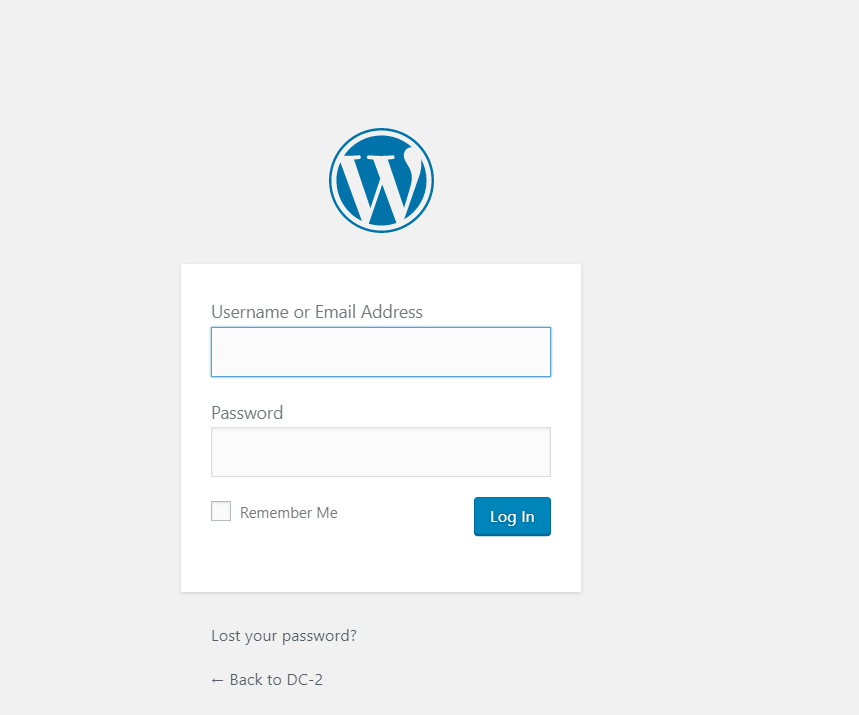 Username or Email Address
Password
Remember Me
Log In
Lost your password?
← Back to DC-2